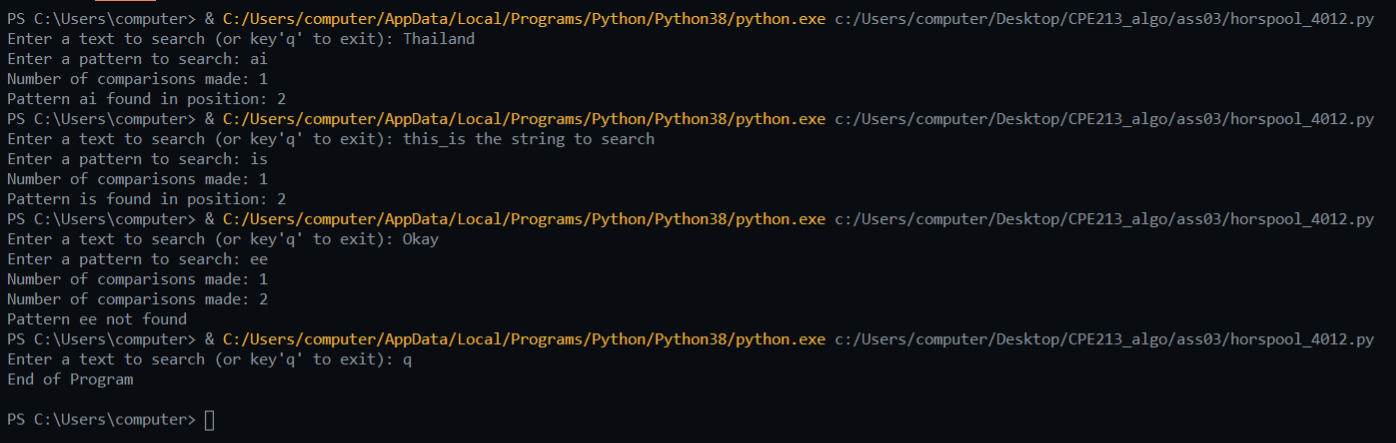 PS C:\Users\computer> & C:/Users/computer/AppData/Local/Programs/Python/Python38/python.exe c:/Users/computer/Desktop/CPE213_algo/ass03/horspool_4012.py
Enter a text to search (or key'q' to exit): Thailand
Enter a pattern to search: ai
Number of comparisons made: 1
Pattern ai found in position: 2
PS C:\Users\computer> & C:/Users/computer/AppData/Local/Programs/Python/Python38/python.exe c:/Users/computer/Desktop/CPE213_algo/ass03/horspool_4012.py
Enter a text to search (or key'q' to exit): this_is the string to search
Enter a pattern to search: is
Number of comparisons made: 1
Pattern is found in position: 2
PS C:\Users\computer> & C:/Users/computer/AppData/Local/Programs/Python/Python38/python.exe c:/Users/computer/Desktop/CPE213_algo/ass03/horspool_4012.py
Enter a text to search (or key'q' to exit): Okay
Enter a pattern to search: ee
Number of comparisons made: 1
Number of comparisons made: 2
Pattern ee not found
PS C:\Users\computer> & C:/Users/computer/AppData/Local/Programs/Python/Python38/python.exe c:/Users/computer/Desktop/CPE213_algo/ass03/horspool_4012.py
Enter a text to search (or key'q' to exit): q
End of Program
PS C:\Users\computer>